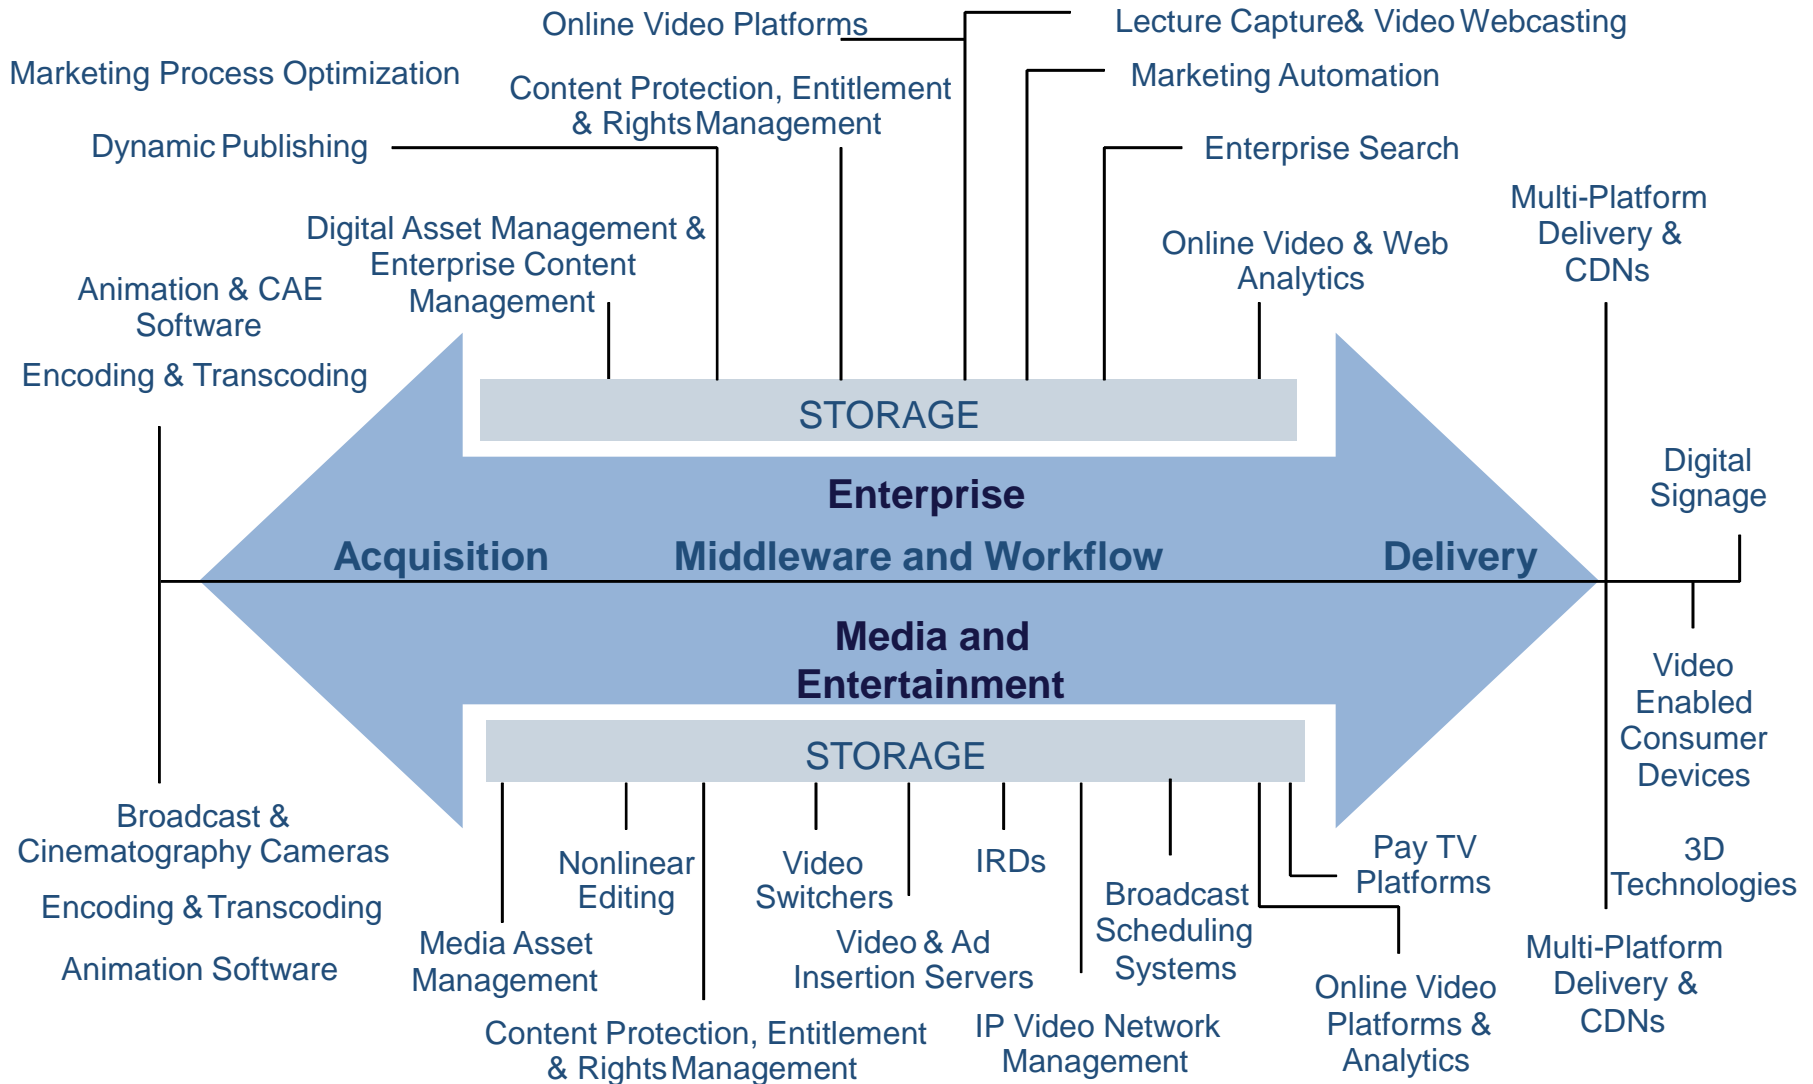 Online Video Platforms
Lecture Capture& Video Webcasting
Marketing Process Optimization
Content Protection, Entitlement
& Rights Management
Marketing Automation
Dynamic Publishing
Enterprise Search
Digital Asset Management &
Enterprise Content
Management
Online Video & Web
Analytics
Multi-Platform
Delivery &
CDNs
Animation & CAE
Software
Encoding & Transcoding
STORAGE
Digital
Signage
Enterprise
Acquisition
Middleware and Workflow
Delivery
Media and
Entertainment
STORAGE
Video
Enabled
Consumer
Devices
Broadcast &
Cinematography Cameras
Encoding & Transcoding
Animation Software
Nonlinear
Editing
Video
Switchers
IRDs
Pay TV
Platforms
3D
Technologies
Media Asset
Management
Video & Ad
Insertion Servers
Broadcast
Scheduling
Systems
Multi-Platform
Delivery &
CDNs
Content Protection, Entitlement
& Rights Management
IP Video Network
Management
Online Video
Platforms &
Analytics